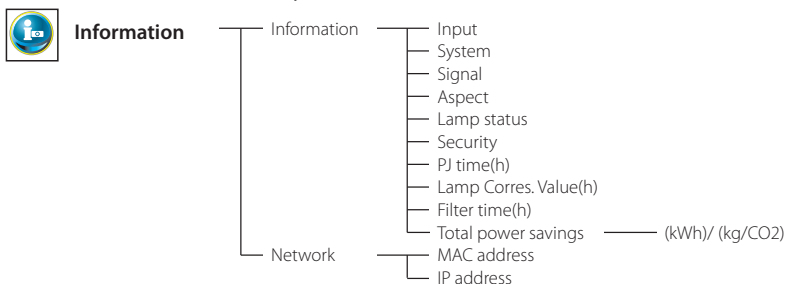 Information
Information
Input
System
Signal
Aspect
Lamp status
Security
PJ time(h)
Lamp Corres. Value(h)
Filter time(h)
Total power savings (kWh)/ (kg/CO2)
Network
MAC address
IP address